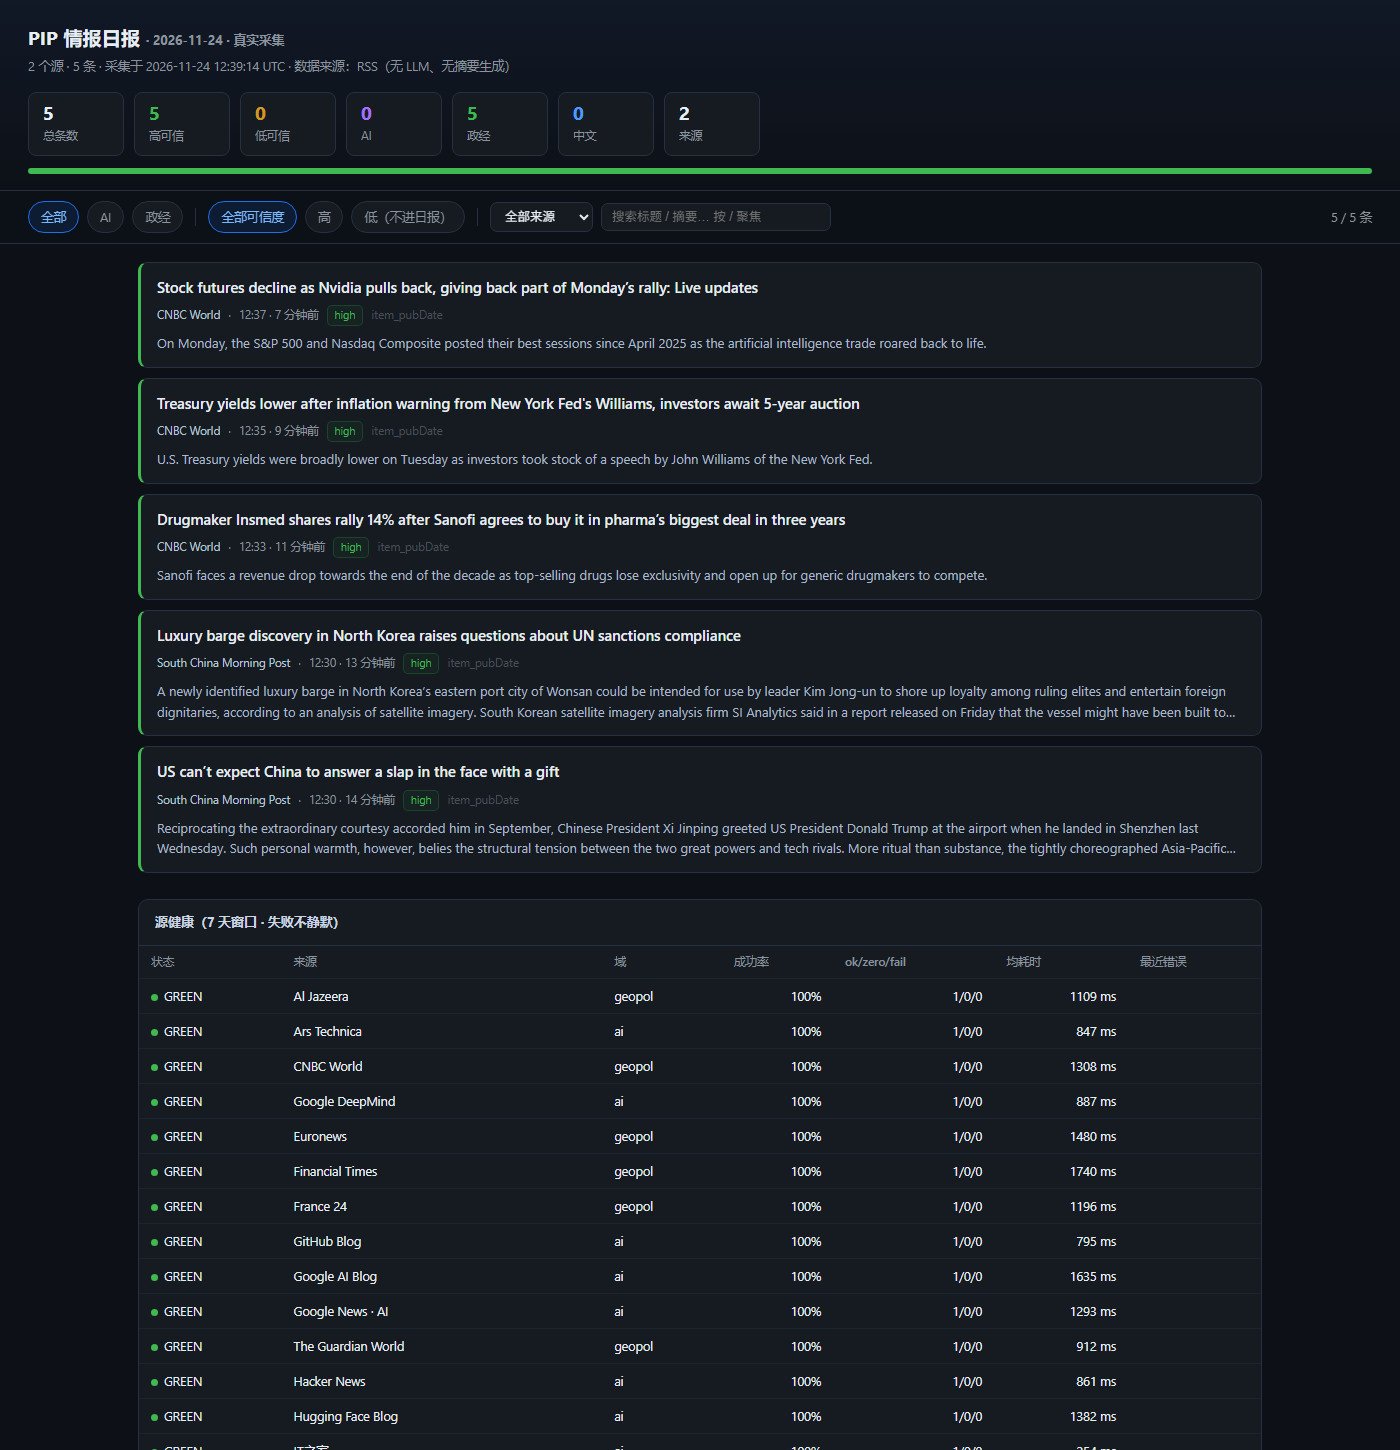 PIP 情报日报 · 2026-11-24 · 真实采集
2 个源 · 5 条 · 采集于 2026-11-24 12:39:14 UTC · 数据来源：RSS（无 LLM、无摘要生成）
5 5 0 0 5 0 2
总条数 高可信 低可信 AI 政经 中文 来源
全部 AI 政经 全部可信度 高 低（不进日报） 全部来源 搜索标题 / 摘要… 按 / 聚焦 5 / 5 条
Stock futures decline as Nvidia pulls back, giving back part of Monday’s rally: Live updates
CNBC World · 12:37 · 7 分钟前 high item_pubDate
On Monday, the S&P 500 and Nasdaq Composite posted their best sessions since April 2025 as the artificial intelligence trade roared back to life.
Treasury yields lower after inflation warning from New York Fed's Williams, investors await 5-year auction
CNBC World · 12:35 · 9 分钟前 high item_pubDate
U.S. Treasury yields were broadly lower on Tuesday as investors took stock of a speech by John Williams of the New York Fed.
Drugmaker Insmed shares rally 14% after Sanofi agrees to buy it in pharma’s biggest deal in three years
CNBC World · 12:33 · 11 分钟前 high item_pubDate
Sanofi faces a revenue drop towards the end of the decade as top-selling drugs lose exclusivity and open up for generic drugmakers to compete.
Luxury barge discovery in North Korea raises questions about UN sanctions compliance
South China Morning Post · 12:30 · 13 分钟前 high item_pubDate
A newly identified luxury barge in North Korea’s eastern port city of Wonsan could be intended for use by leader Kim Jong-un to shore up loyalty among ruling elites and entertain foreign
dignitaries, according to an analysis of satellite imagery. South Korean satellite imagery analysis firm SI Analytics said in a report released on Friday that the vessel might have been built to…
US can’t expect China to answer a slap in the face with a gift
South China Morning Post · 12:30 · 14 分钟前 high item_pubDate
Reciprocating the extraordinary courtesy accorded him in September, Chinese President Xi Jinping greeted US President Donald Trump at the airport when he landed in Shenzhen last
Wednesday. Such personal warmth, however, belies the structural tension between the two great powers and tech rivals. More ritual than substance, the tightly choreographed Asia-Pacific…
源健康（7 天窗口 · 失败不静默）
状态 来源 域 成功率 ok/zero/fail 均耗时 最近错误
GREEN Al Jazeera geopol 100% 1/0/0 1109 ms
GREEN Ars Technica ai 100% 1/0/0 847 ms
GREEN CNBC World geopol 100% 1/0/0 1308 ms
GREEN Google DeepMind ai 100% 1/0/0 887 ms
GREEN Euronews geopol 100% 1/0/0 1480 ms
GREEN Financial Times geopol 100% 1/0/0 1740 ms
GREEN France 24 geopol 100% 1/0/0 1196 ms
GREEN GitHub Blog ai 100% 1/0/0 795 ms
GREEN Google AI Blog ai 100% 1/0/0 1635 ms
GREEN Google News · AI ai 100% 1/0/0 1293 ms
GREEN The Guardian World geopol 100% 1/0/0 912 ms
GREEN Hacker News ai 100% 1/0/0 861 ms
GREEN Hugging Face Blog ai 100% 1/0/0 1382 ms